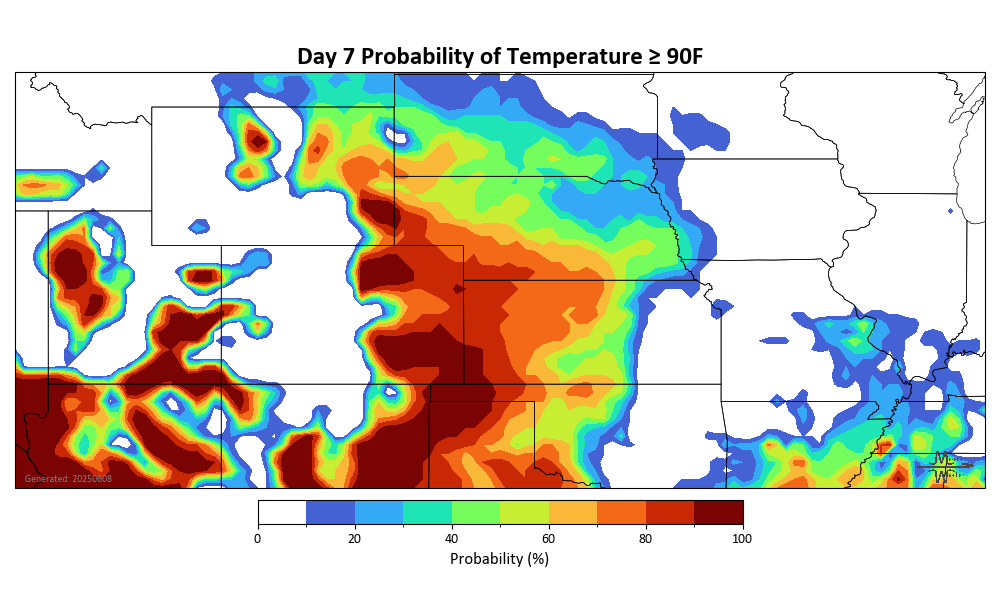 Day 7 Probability of Temperature ≥ 90F
Generated: 20250808
0 20 40 60 80 100
Probability (%)